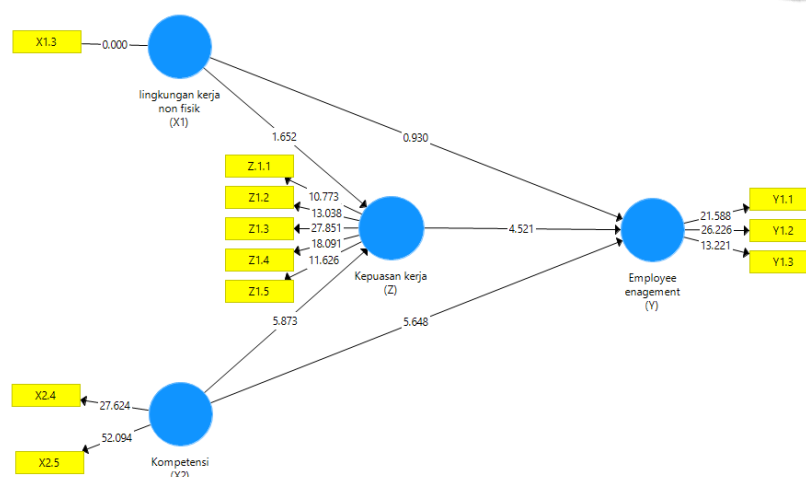 X1.3
0.000
lingkungan kerja
non fisik
(X1)
1.652
0.930
Z.1.1
Z1.2
Z1.3
Z1.4
Z1.5
10.773
13.038
27.851
18.091
11.626
Kepuasan kerja
(Z)
4.521
21.588
26.226
13.221
Y1.1
Y1.2
Y1.3
Employee
enagement
(Y)
5.873
5.648
X2.4
27.624
52.094
X2.5
Kompetensi
(X2)